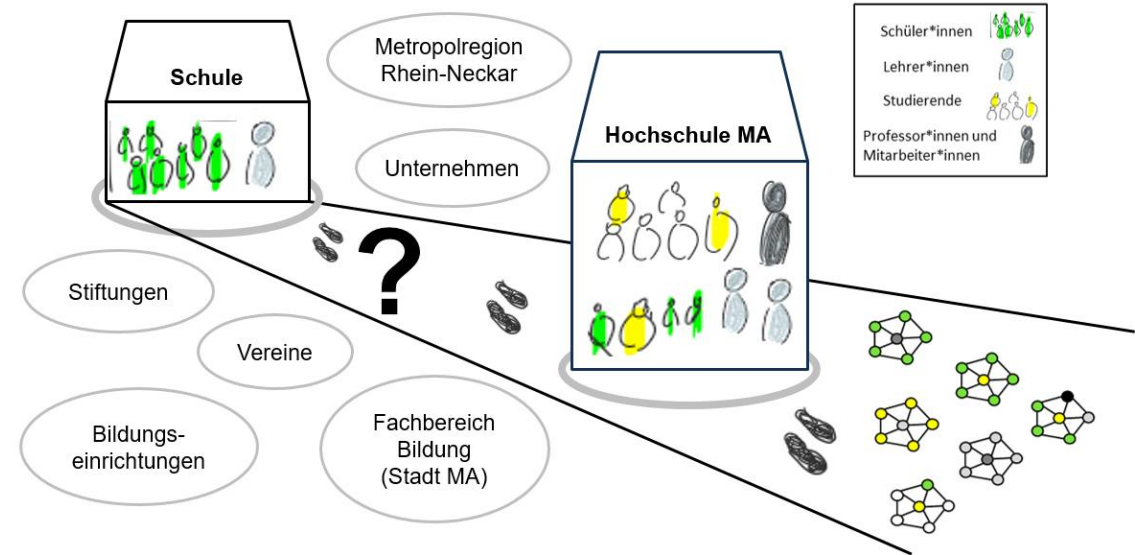 Schule
Metropolregion
Rhein-Neckar
Unternehmen
Hochschule MA
Schüler*innen
Lehrer*innen
Studierende
Professor*innen und
Mitarbeiter*innen
?
Stiftungen
Vereine
Bildungs-
einrichtungen
Fachbereich
Bildung
(Stadt MA)